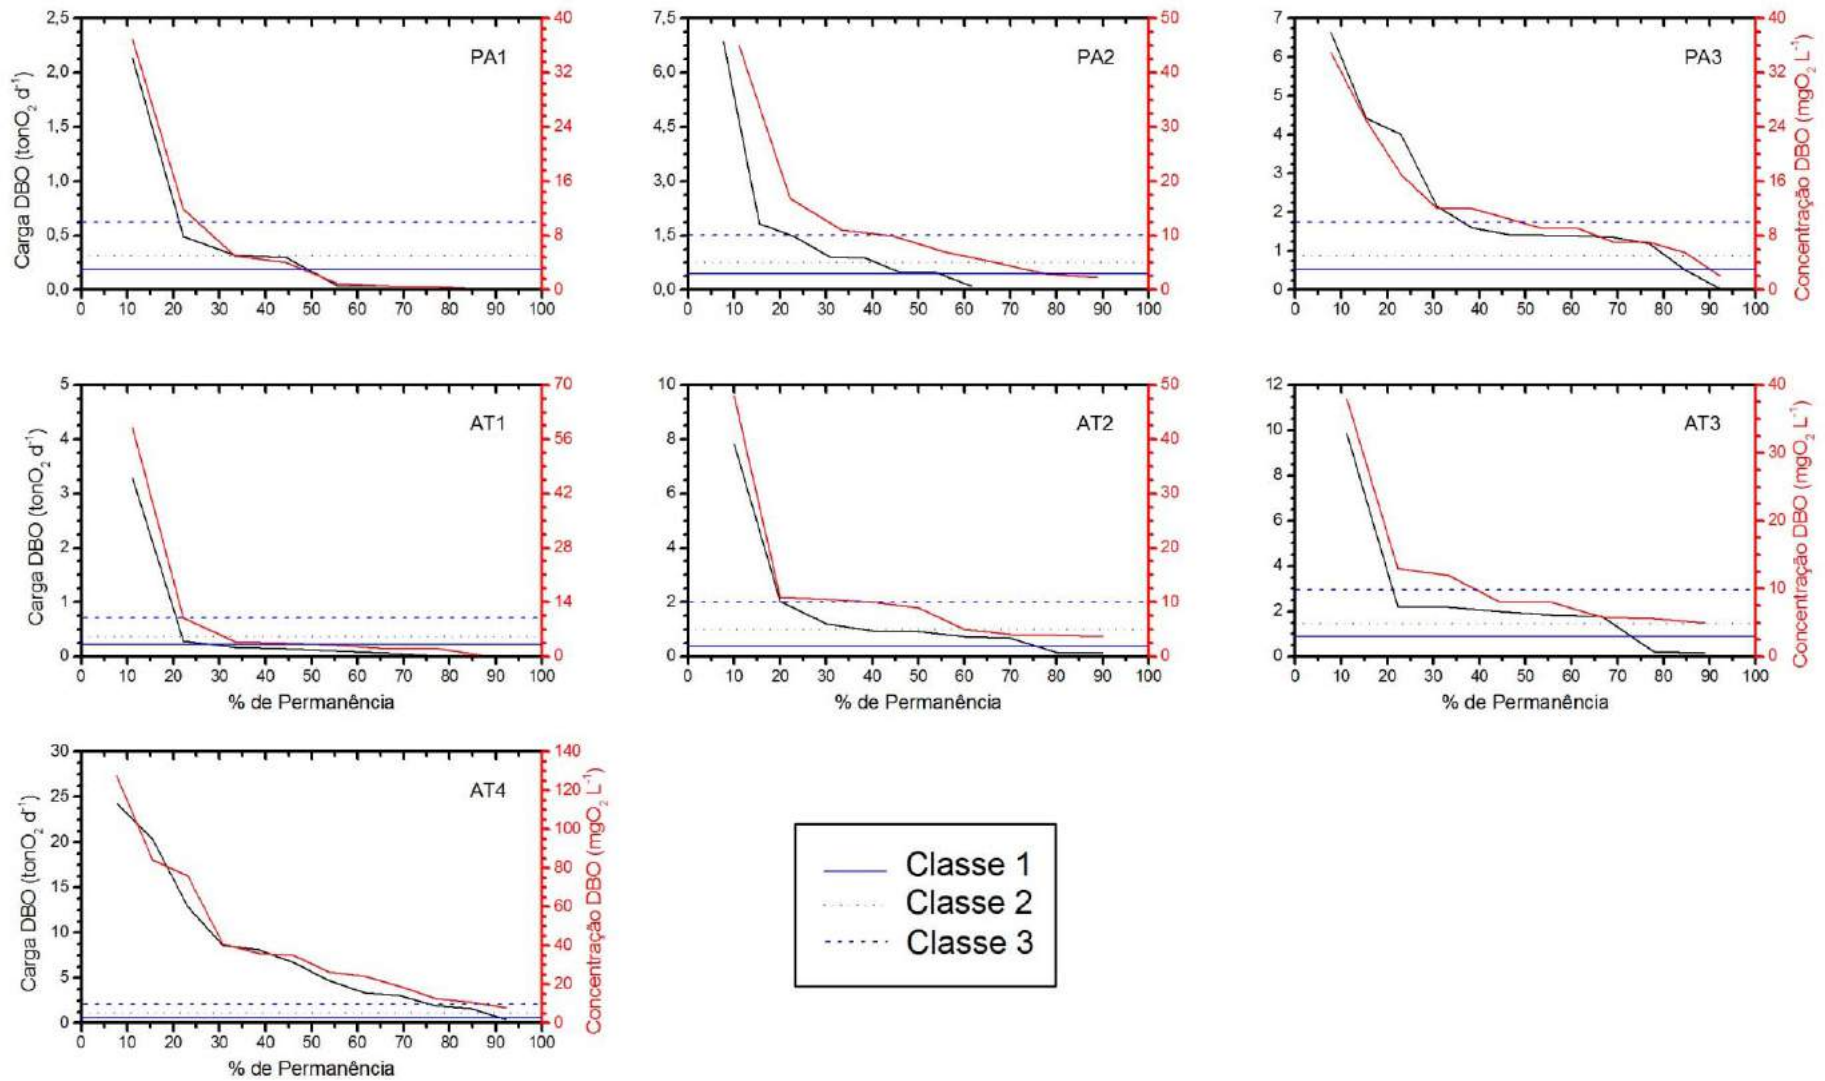 2,5 40 7,5 50 7 40
PA1 PA2 PA3
2,0 32 6,0 40 6 32
5
1,5 24 4,5 30 4 24
1,0 16 3,0 20 3 16
2
0,5 8 1,5 10 1 8
0,0 0 0,0 0 0 0
Carga DBO (tonO2 d-1)
Concentração DBO (mgO2 L-1)
0 10 20 30 40 50 60 70 80 90 100 0 10 20 30 40 50 60 70 80 90 100 0 10 20 30 40 50 60 70 80 90 100
5 70 10 50 12 40
AT1 AT2 AT3
4 56 8 40 10 30
3 42 6 30 8
2 28 4 20 6 20
1 14 2 10 4 10
2
0 0 0 0 0 0
Carga DBO (tonO2 d-1)
Concentração DBO (mgO2 L-1)
0 10 20 30 40 50 60 70 80 90 100 0 10 20 30 40 50 60 70 80 90 100 0 10 20 30 40 50 60 70 80 90 100
% de Permanência % de Permanência % de Permanência
30 140
AT4
25 120
20 100
15 80
10 60
5 40
20
0 0
Carga DBO (tonO2 d-1)
Concentração DBO (mgO2 L-1)
0 10 20 30 40 50 60 70 80 90 100
% de Permanência
Classe 1
Classe 2
Classe 3